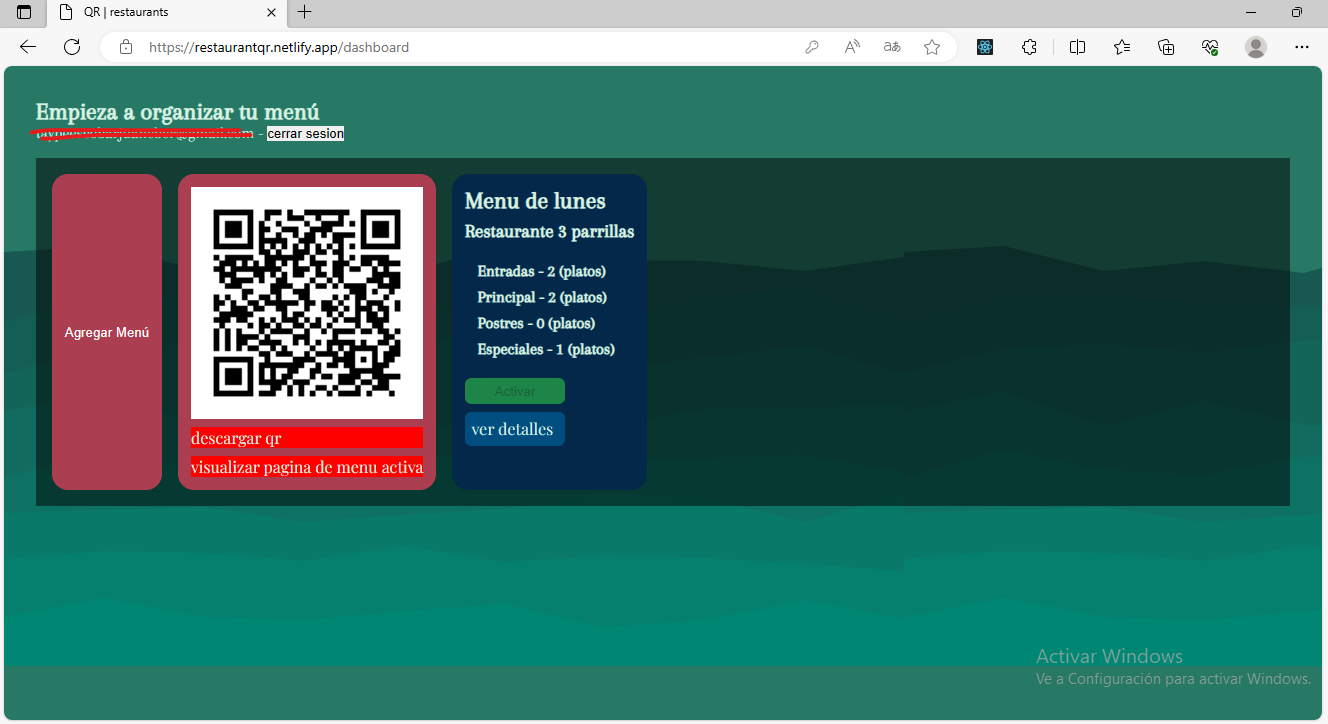 QR | restaurants
https://restaurantqr.netlify.app/dashboard
Empieza a organizar tu menú
- cerrar sesion
Agregar Menú
descargar qr
visualizar pagina de menu activa
Menu de lunes
Restaurante 3 parrillas
Entradas - 2 (platos)
Principal - 2 (platos)
Postres - 0 (platos)
Especiales - 1 (platos)
Activar
ver detalles
Activar Windows
Ve a Configuración para activar Windows.